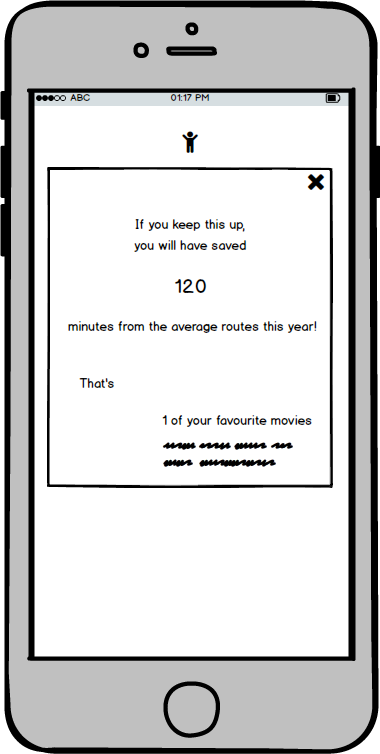 ABC 01:17 PM
If you keep this up,
you will have saved
120
minutes from the average routes this year!
That's
1 of your favourite movies